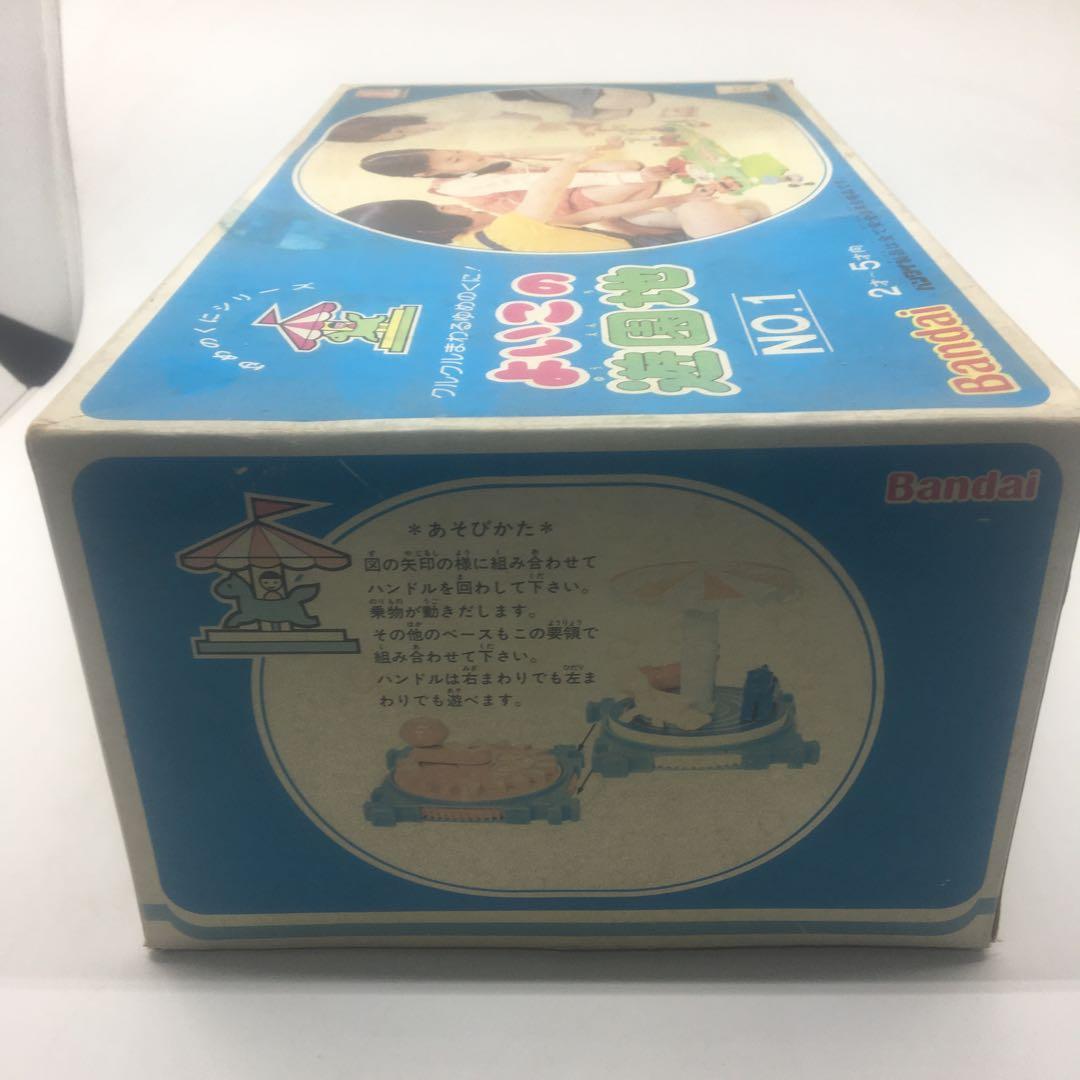 ゆめのくにシリーズ
クルクルまわるゆめのくに!
よいこの
遊園地
ゆう えん ち
NO.1
2才〜5才向
Bandai
Bandai
＊あそびかた＊
図の矢印の様に組み合わせて
ハンドルを回わして下さい。
乗物が動きだします。
その他のベースもこの要領で
組み合わせて下さい。
ハンドルは右まわりでも左ま
わりでも遊べます。